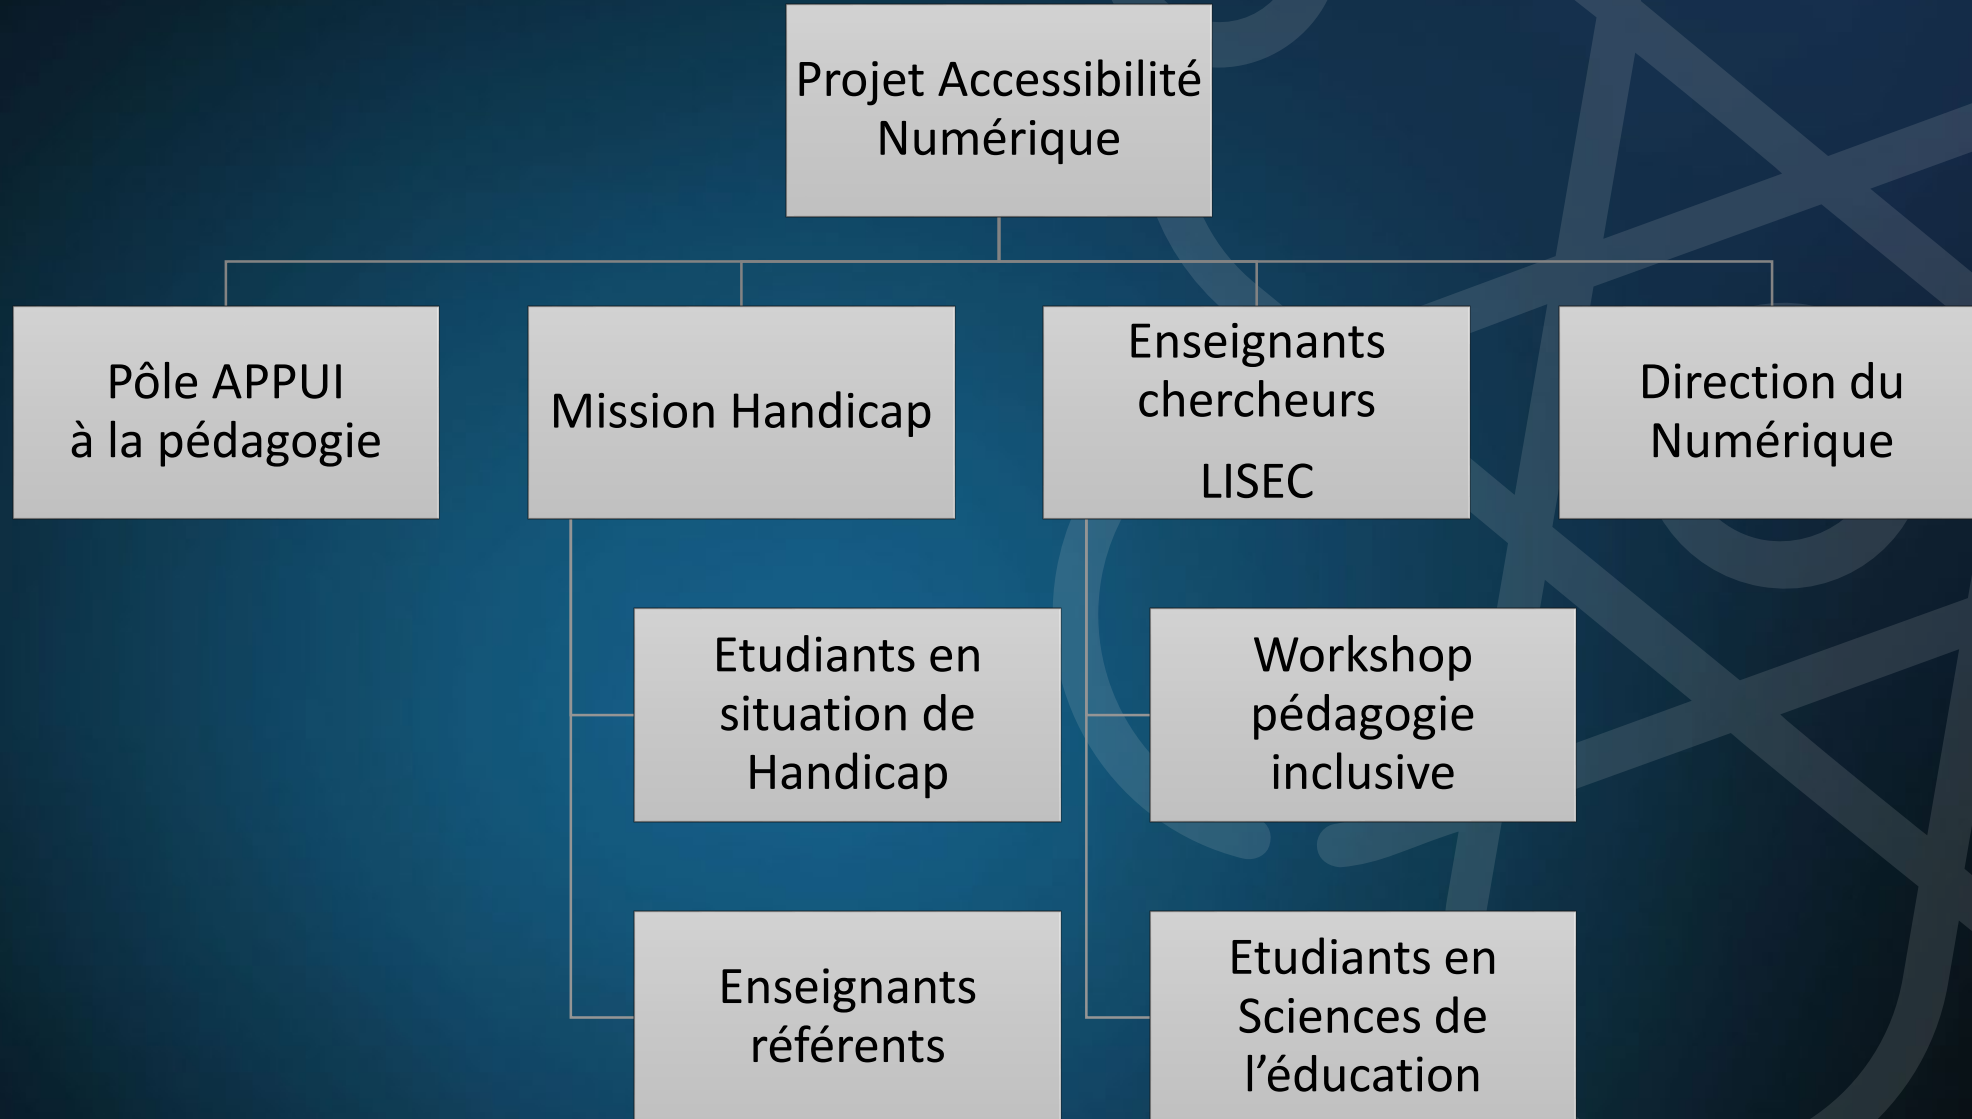 Projet Accessibilité
Numérique
Pôle APPUI
à la pédagogie
Mission Handicap
Enseignants
chercheurs
LISEC
Direction du
Numérique
Etudiants en
situation de
Handicap
Workshop
pédagogie
inclusive
Enseignants
référents
Etudiants en
Sciences de
l’éducation